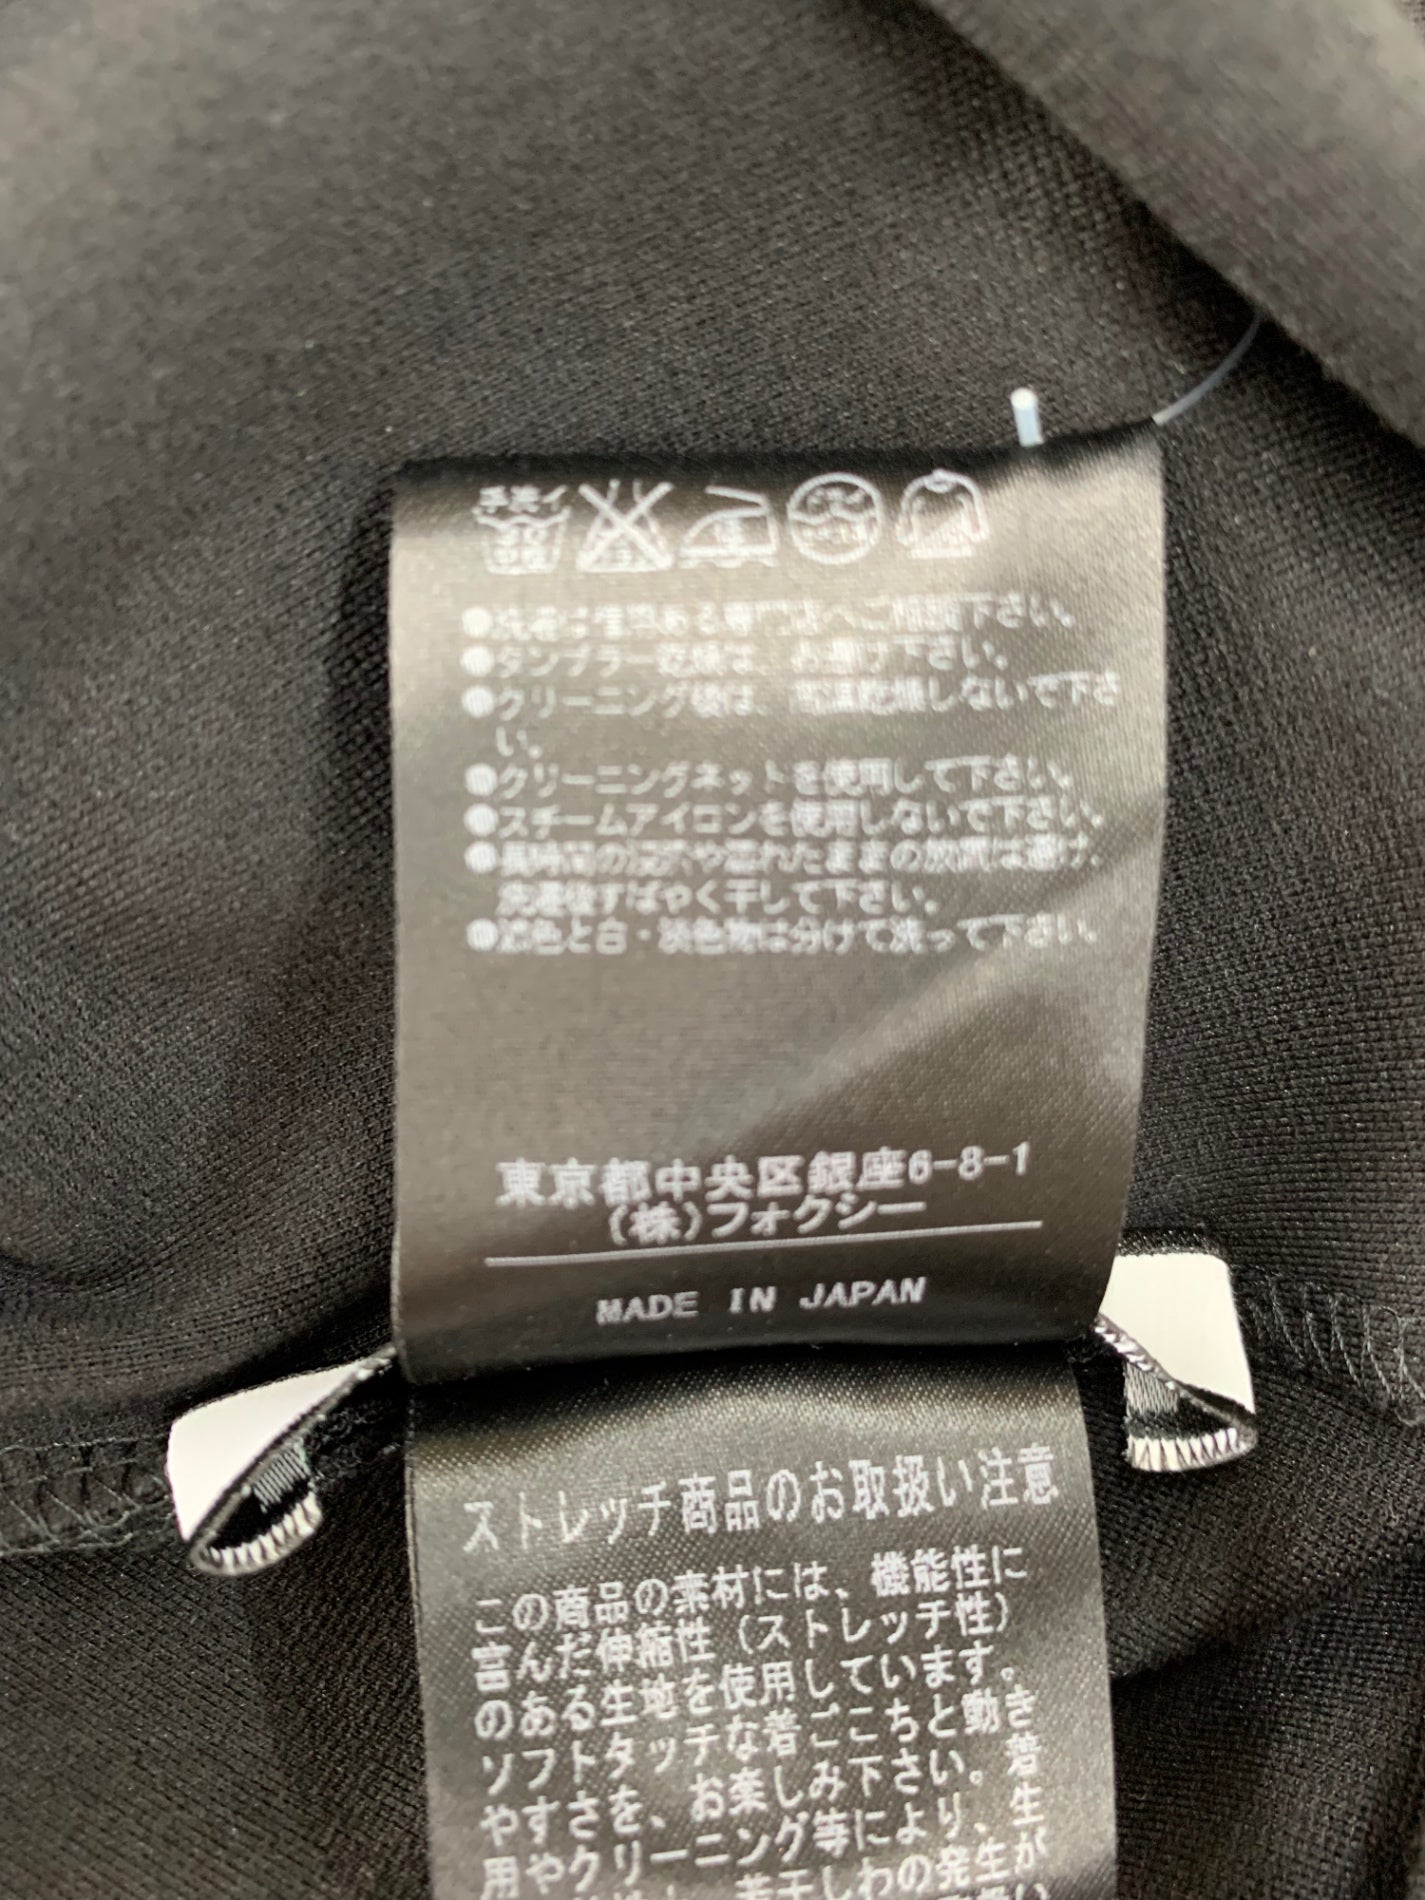 手洗イ
30
中性
●洗濯は信用ある専門店へご相談下さい。
●タンブラー乾燥は、お避け下さい。
●クリーニング後は、高温乾燥しないで下さ
い。
●クリーニングネットを使用して下さい。
●スチームアイロンを使用しないで下さい。
●長時間の浸漬や濡れたままの放置は避け、
洗濯後すばやく干して下さい。
●濃色と白・淡色物は分けて洗って下さい。
東京都中央区銀座6-8-1
(株)フォクシー
MADE IN JAPAN
ストレッチ商品のお取扱い注意
この商品の素材には、機能性に
富んだ伸縮性(ストレッチ性)
のある生地を使用しています。
ソフトタッチな着ごこちと動き
やすさを、お楽しみ下さい。着
用やクリーニング等により、生
若干しわの発生が